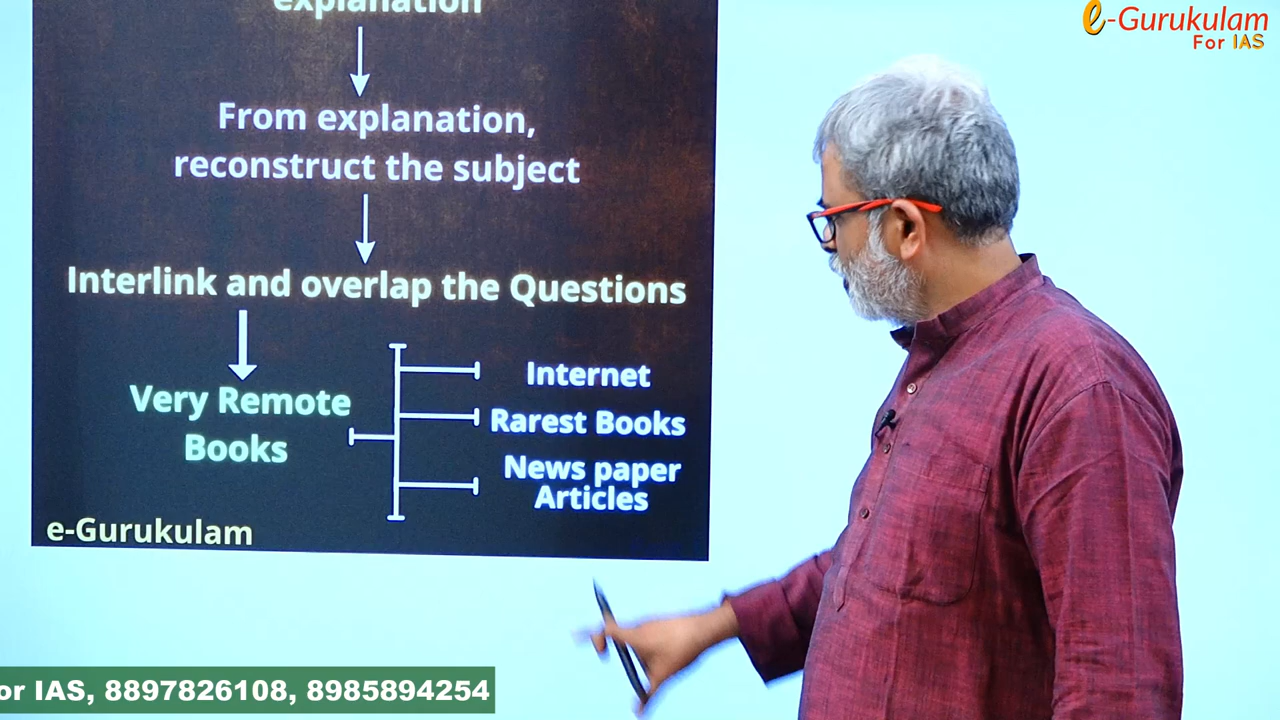 explanation
From explanation,
reconstruct the subject
Interlink and overlap the Questions
Very Remote
Books
Internet
Rarest Books
News paper
Articles
e-Gurukulam
e-Gurukulam
For IAS
or IAS, 8897826108, 8985894254